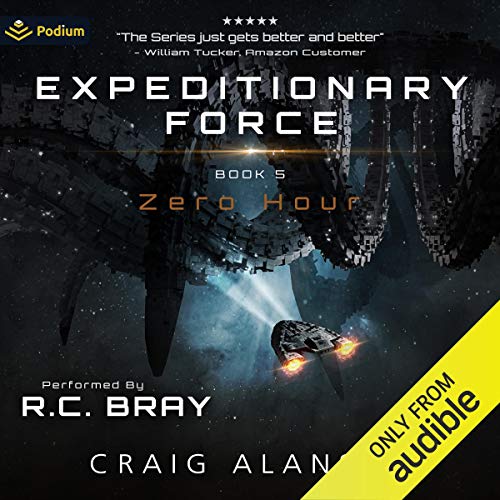 ★★★★★
Podium
“The Series just gets better and better”
- William Tucker, Amazon Customer
EXPEDITIONARY
FORCE
BOOK 5
Zero Hour
Performed By
R.C. BRAY
CRAIG ALAN
ONLY FROM
audible